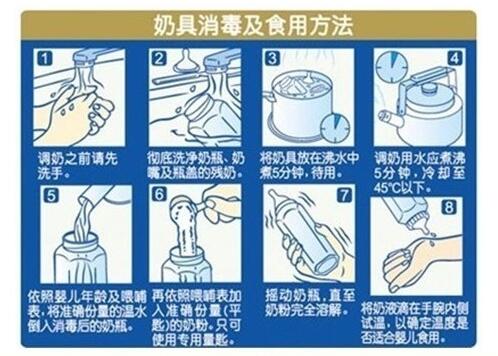 奶具消毒及食用方法
1
2
3
4
调奶之前请先
洗手。
彻底洗净奶瓶、奶
嘴及瓶盖的残奶。
将奶具放在沸水中
煮5分钟，待用。
调奶用水应煮沸
5分钟，冷却至
45℃以下。
5
6
7
8
依照婴儿年龄及喂哺
表，将准确份量的温水
倒入消毒后的奶瓶。
再依照喂哺表加
入准确份量(平
匙)的奶粉。只可
使用专用量匙。
摇动奶瓶，直至
奶粉完全溶解。
将奶液滴在手腕内侧
试温，以确定温度是
否适合婴儿食用。